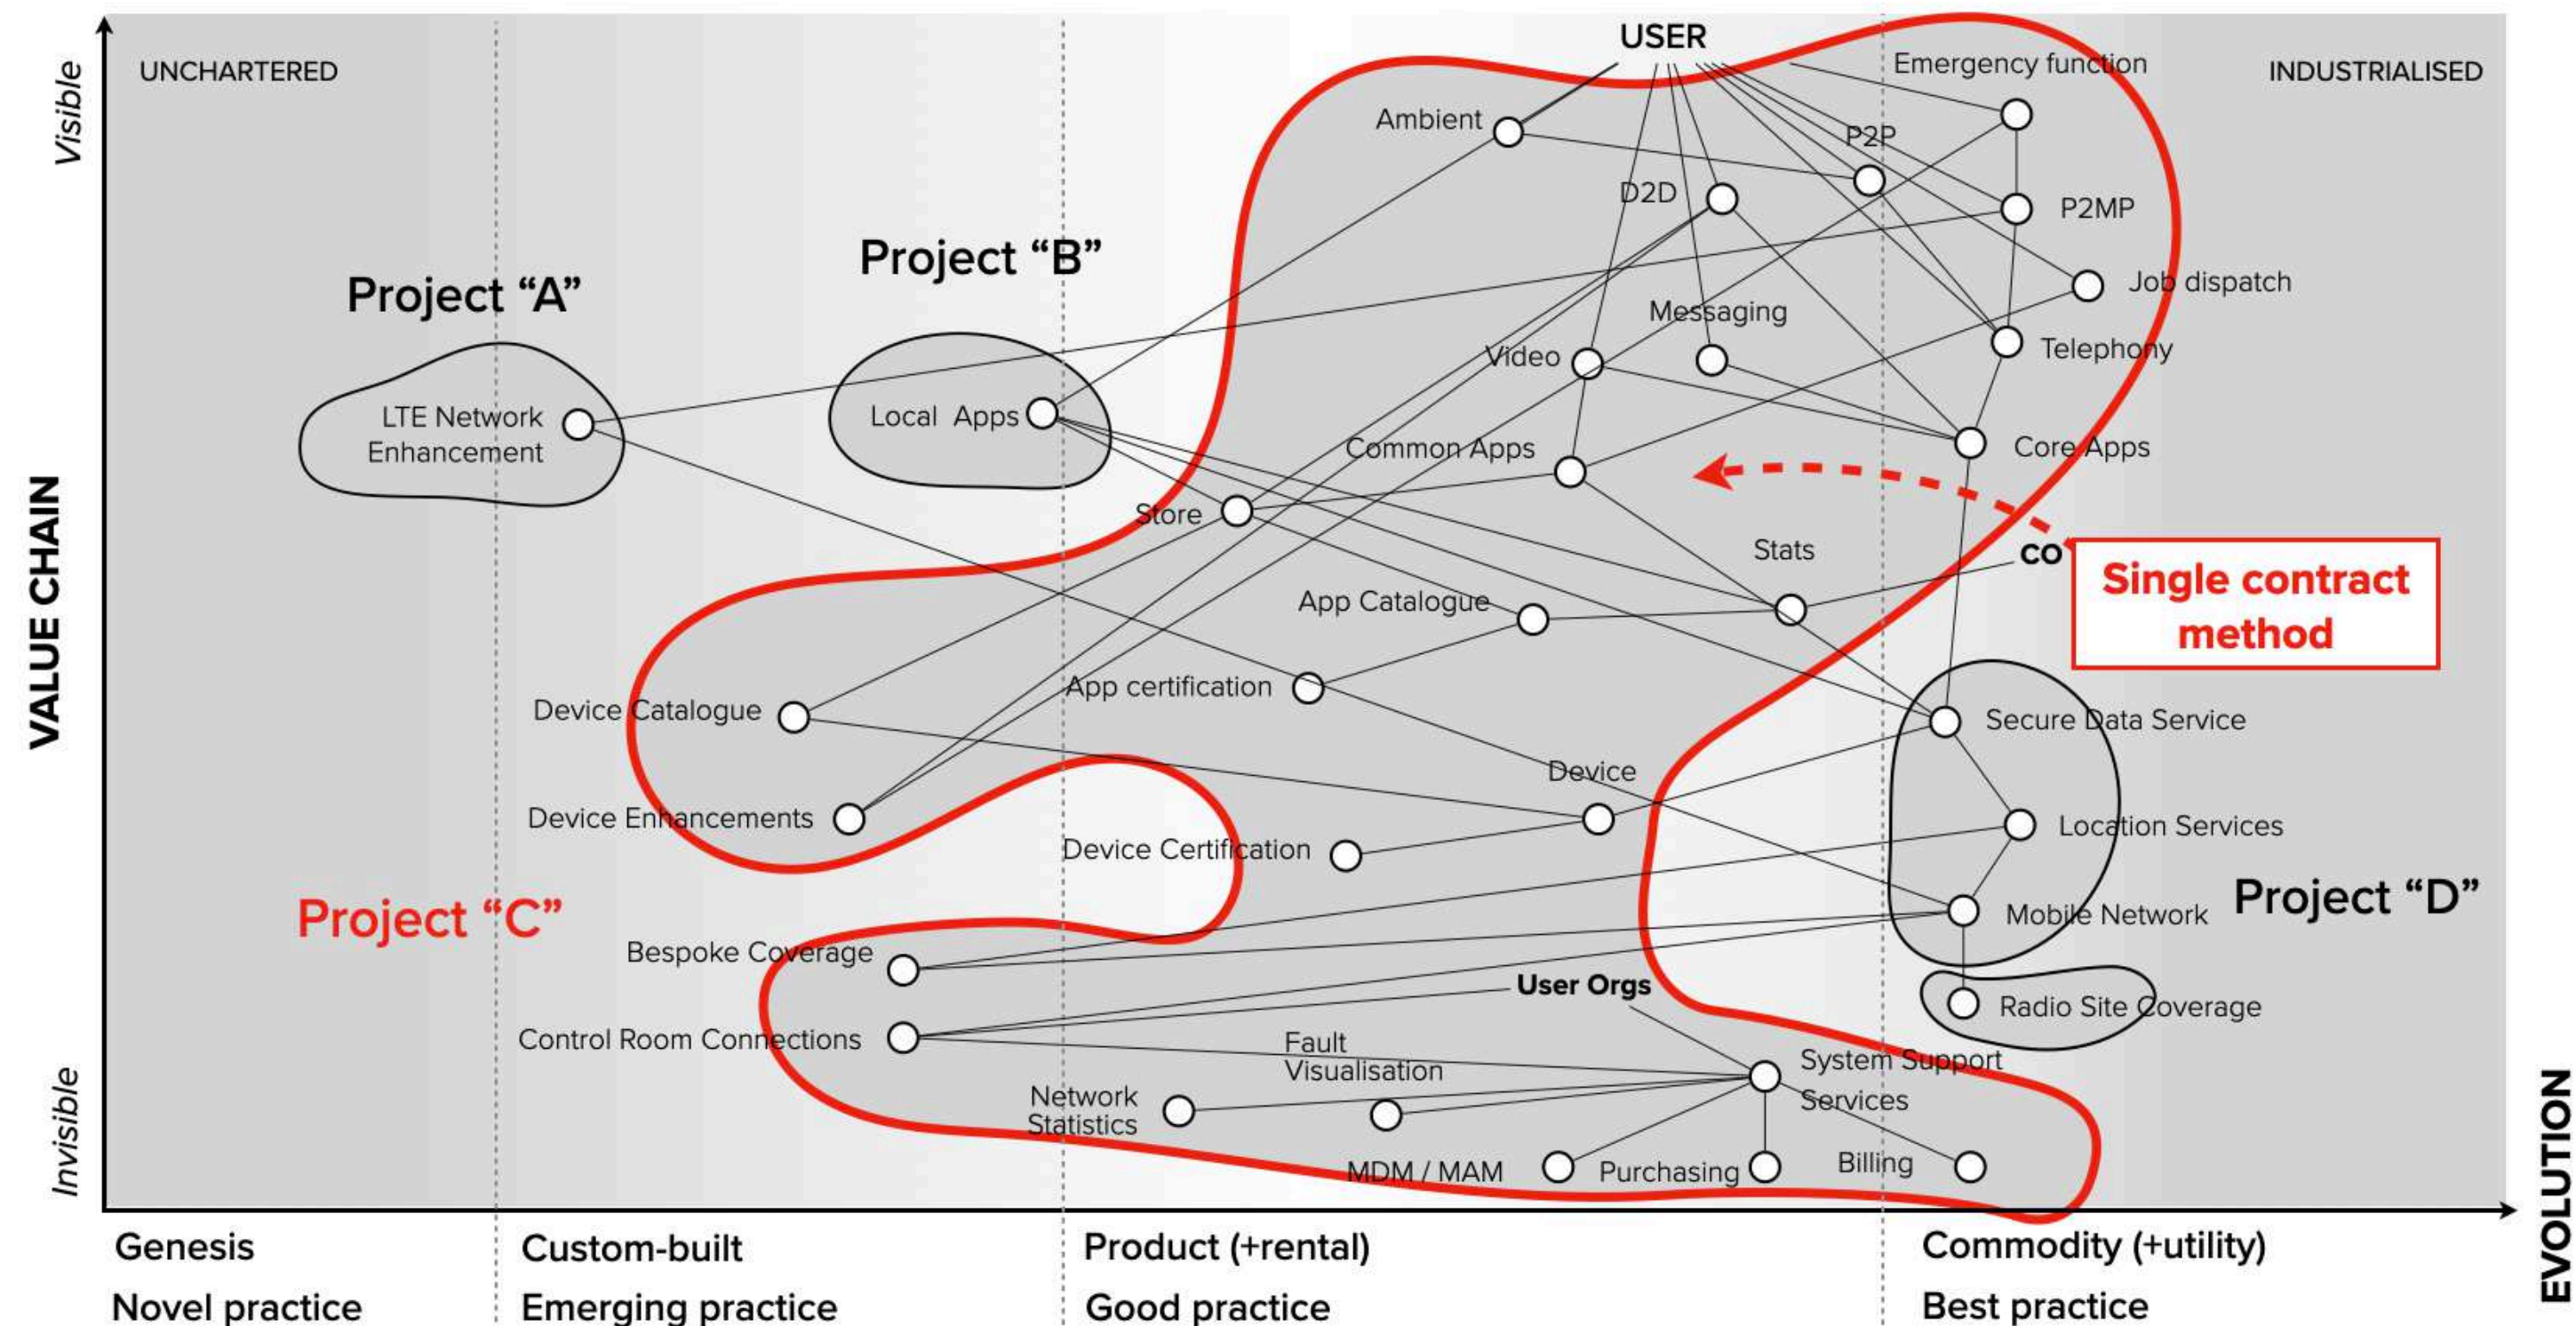 USER
UNCHARTERED
Emergency function
INDUSTRIALISED
Visible
Ambient
P2P
D2D
P2MP
Project “B”
Project “A”
Job dispatch
Messaging
Video
Telephony
LTE Network
Enhancement
Local Apps
Common Apps
Core Apps
Store
Stats
CO
Single contract
method
VALUE CHAIN
App Catalogue
App certification
Device Catalogue
Secure Data Service
Device
Device Enhancements
Location Services
Device Certification
Project “D”
Project “C”
Mobile Network
Bespoke Coverage
User Orgs
Radio Site Coverage
Control Room Connections
Fault
Visualisation
System Support
Services
Network
Statistics
Invisible
MDM / MAM
Purchasing
Billing
EVOLUTION
Genesis
Custom-built
Product (+rental)
Commodity (+utility)
Novel practice
Emerging practice
Good practice
Best practice